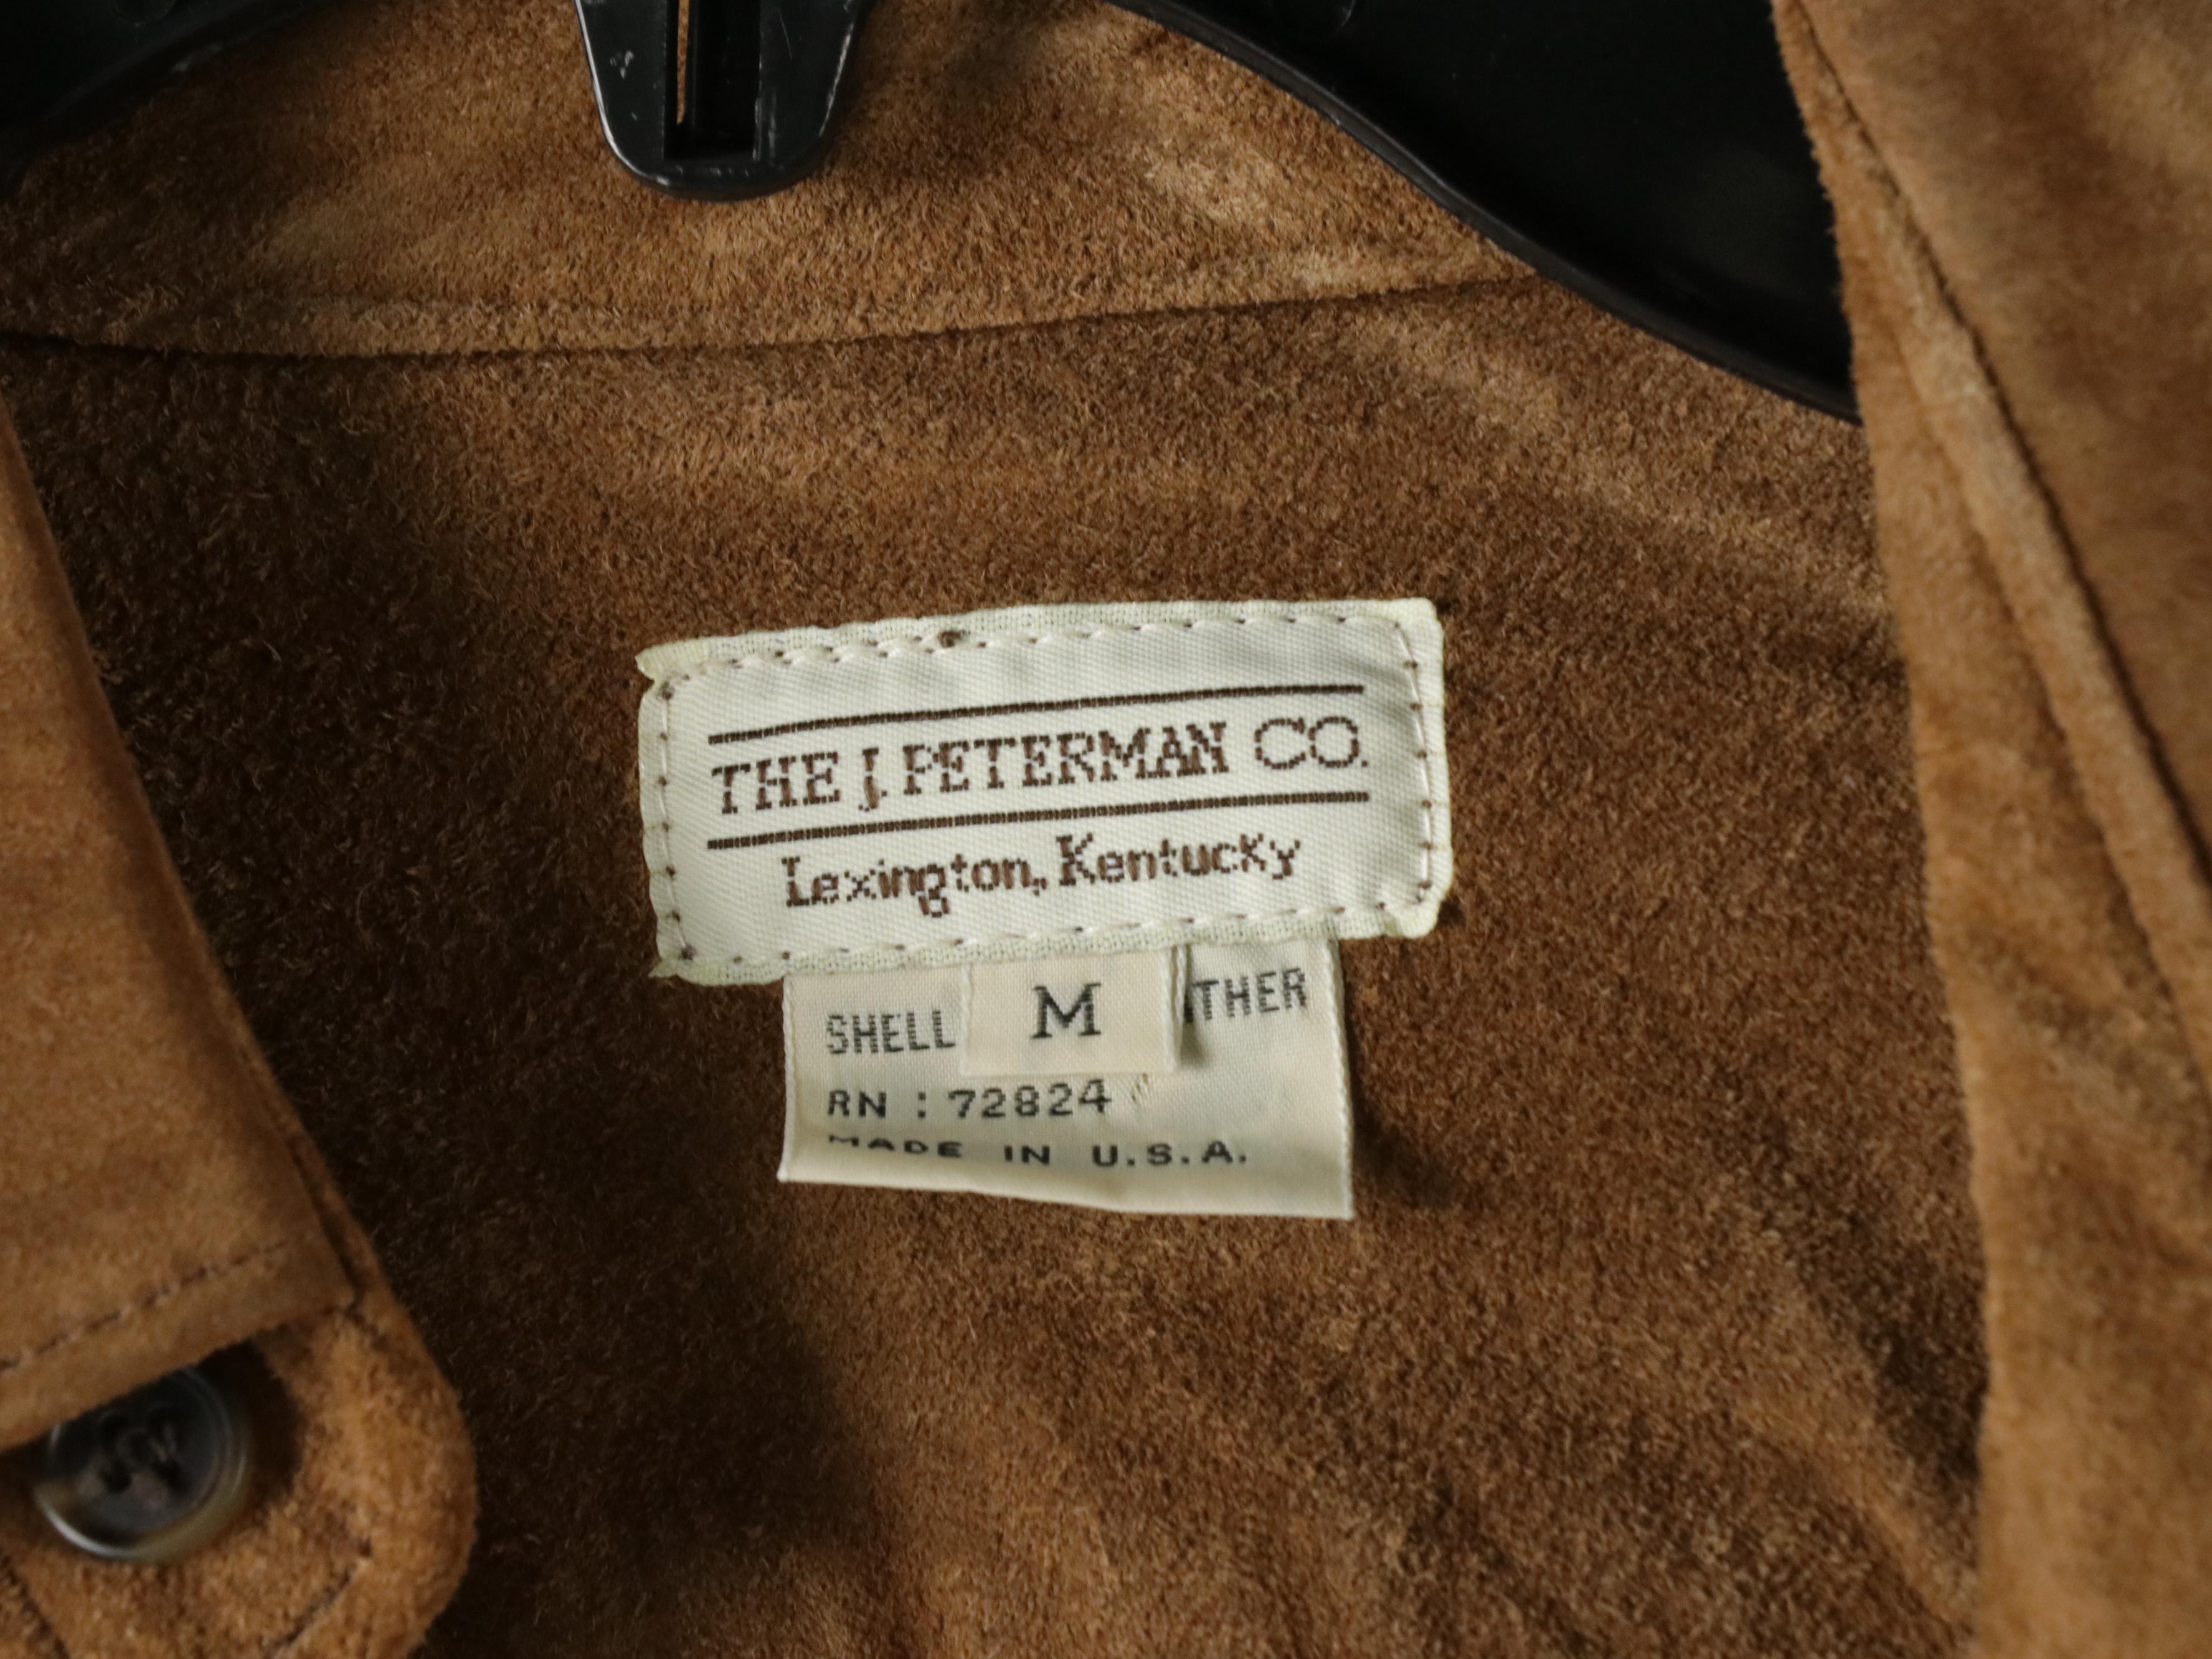 THE J. PETERMAN CO.
Lexington, Kentucky
M
SHELL THER
RN : 72824
MADE IN U.S.A.